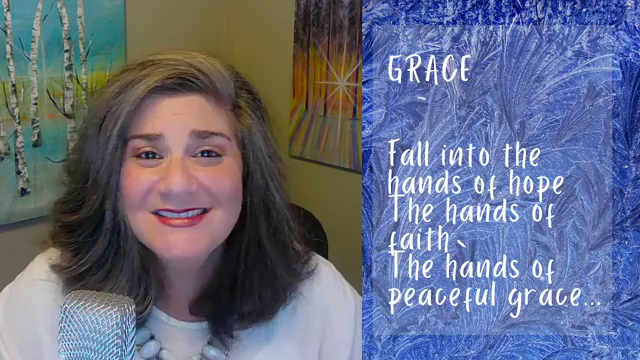 GRACE
Fall into the
hands of hope
The hands of
faith
The hands of
peaceful grace...